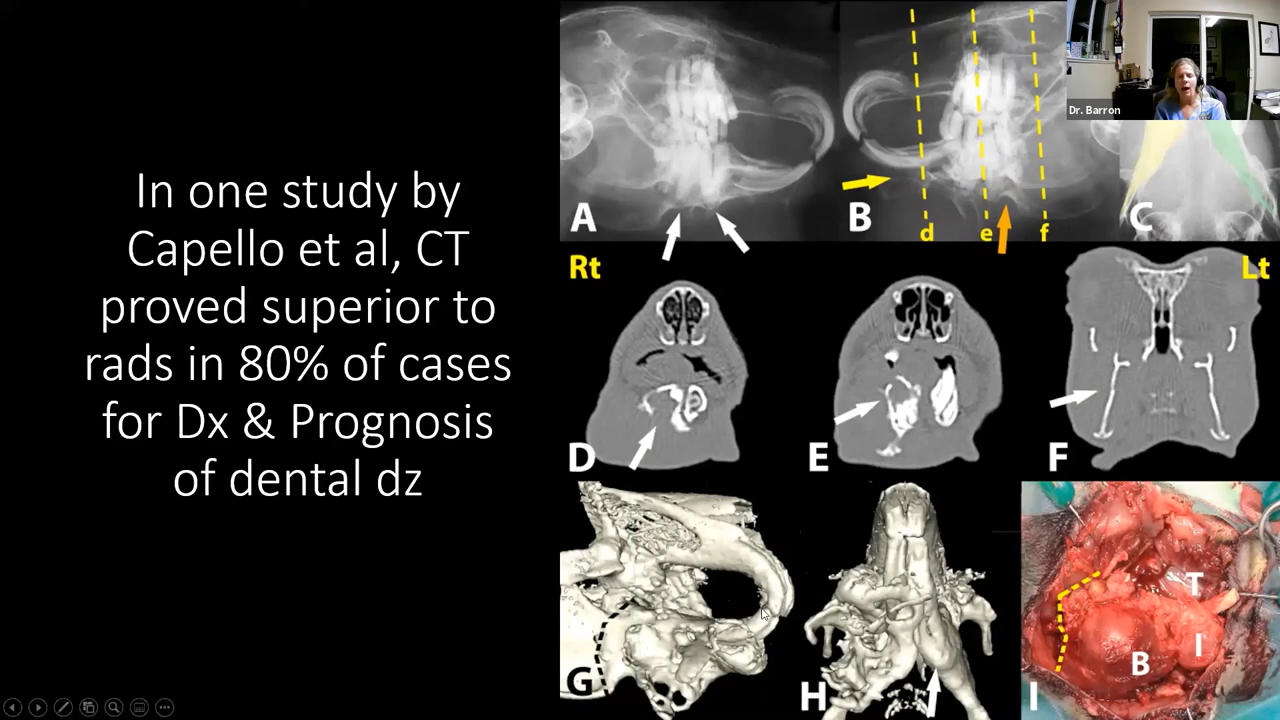 In one study by
Capello et al, CT
proved superior to
rads in 80% of cases
for Dx & Prognosis
of dental dz
Dr. Barron
A
B
C
d
e
f
Rt
Lt
D
E
F
G
H
I
T
I
B